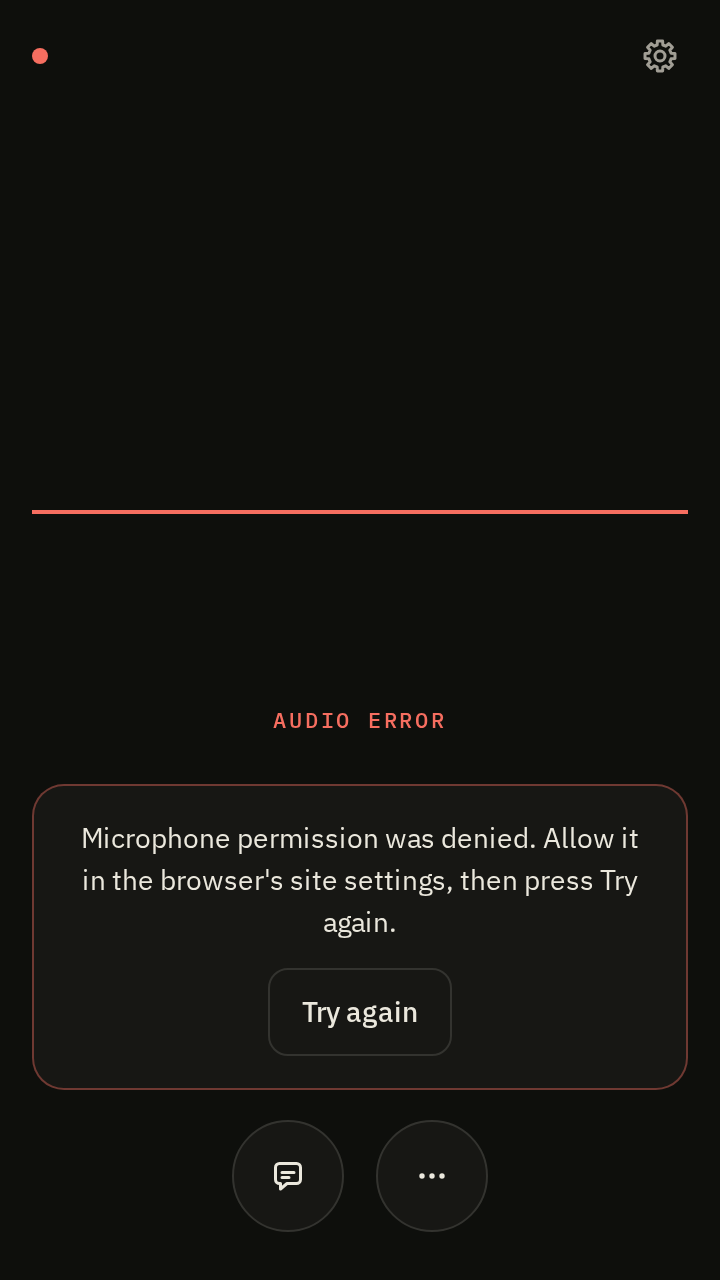 AUDIO ERROR
Microphone permission was denied. Allow it
in the browser's site settings, then press Try
again.
Try again